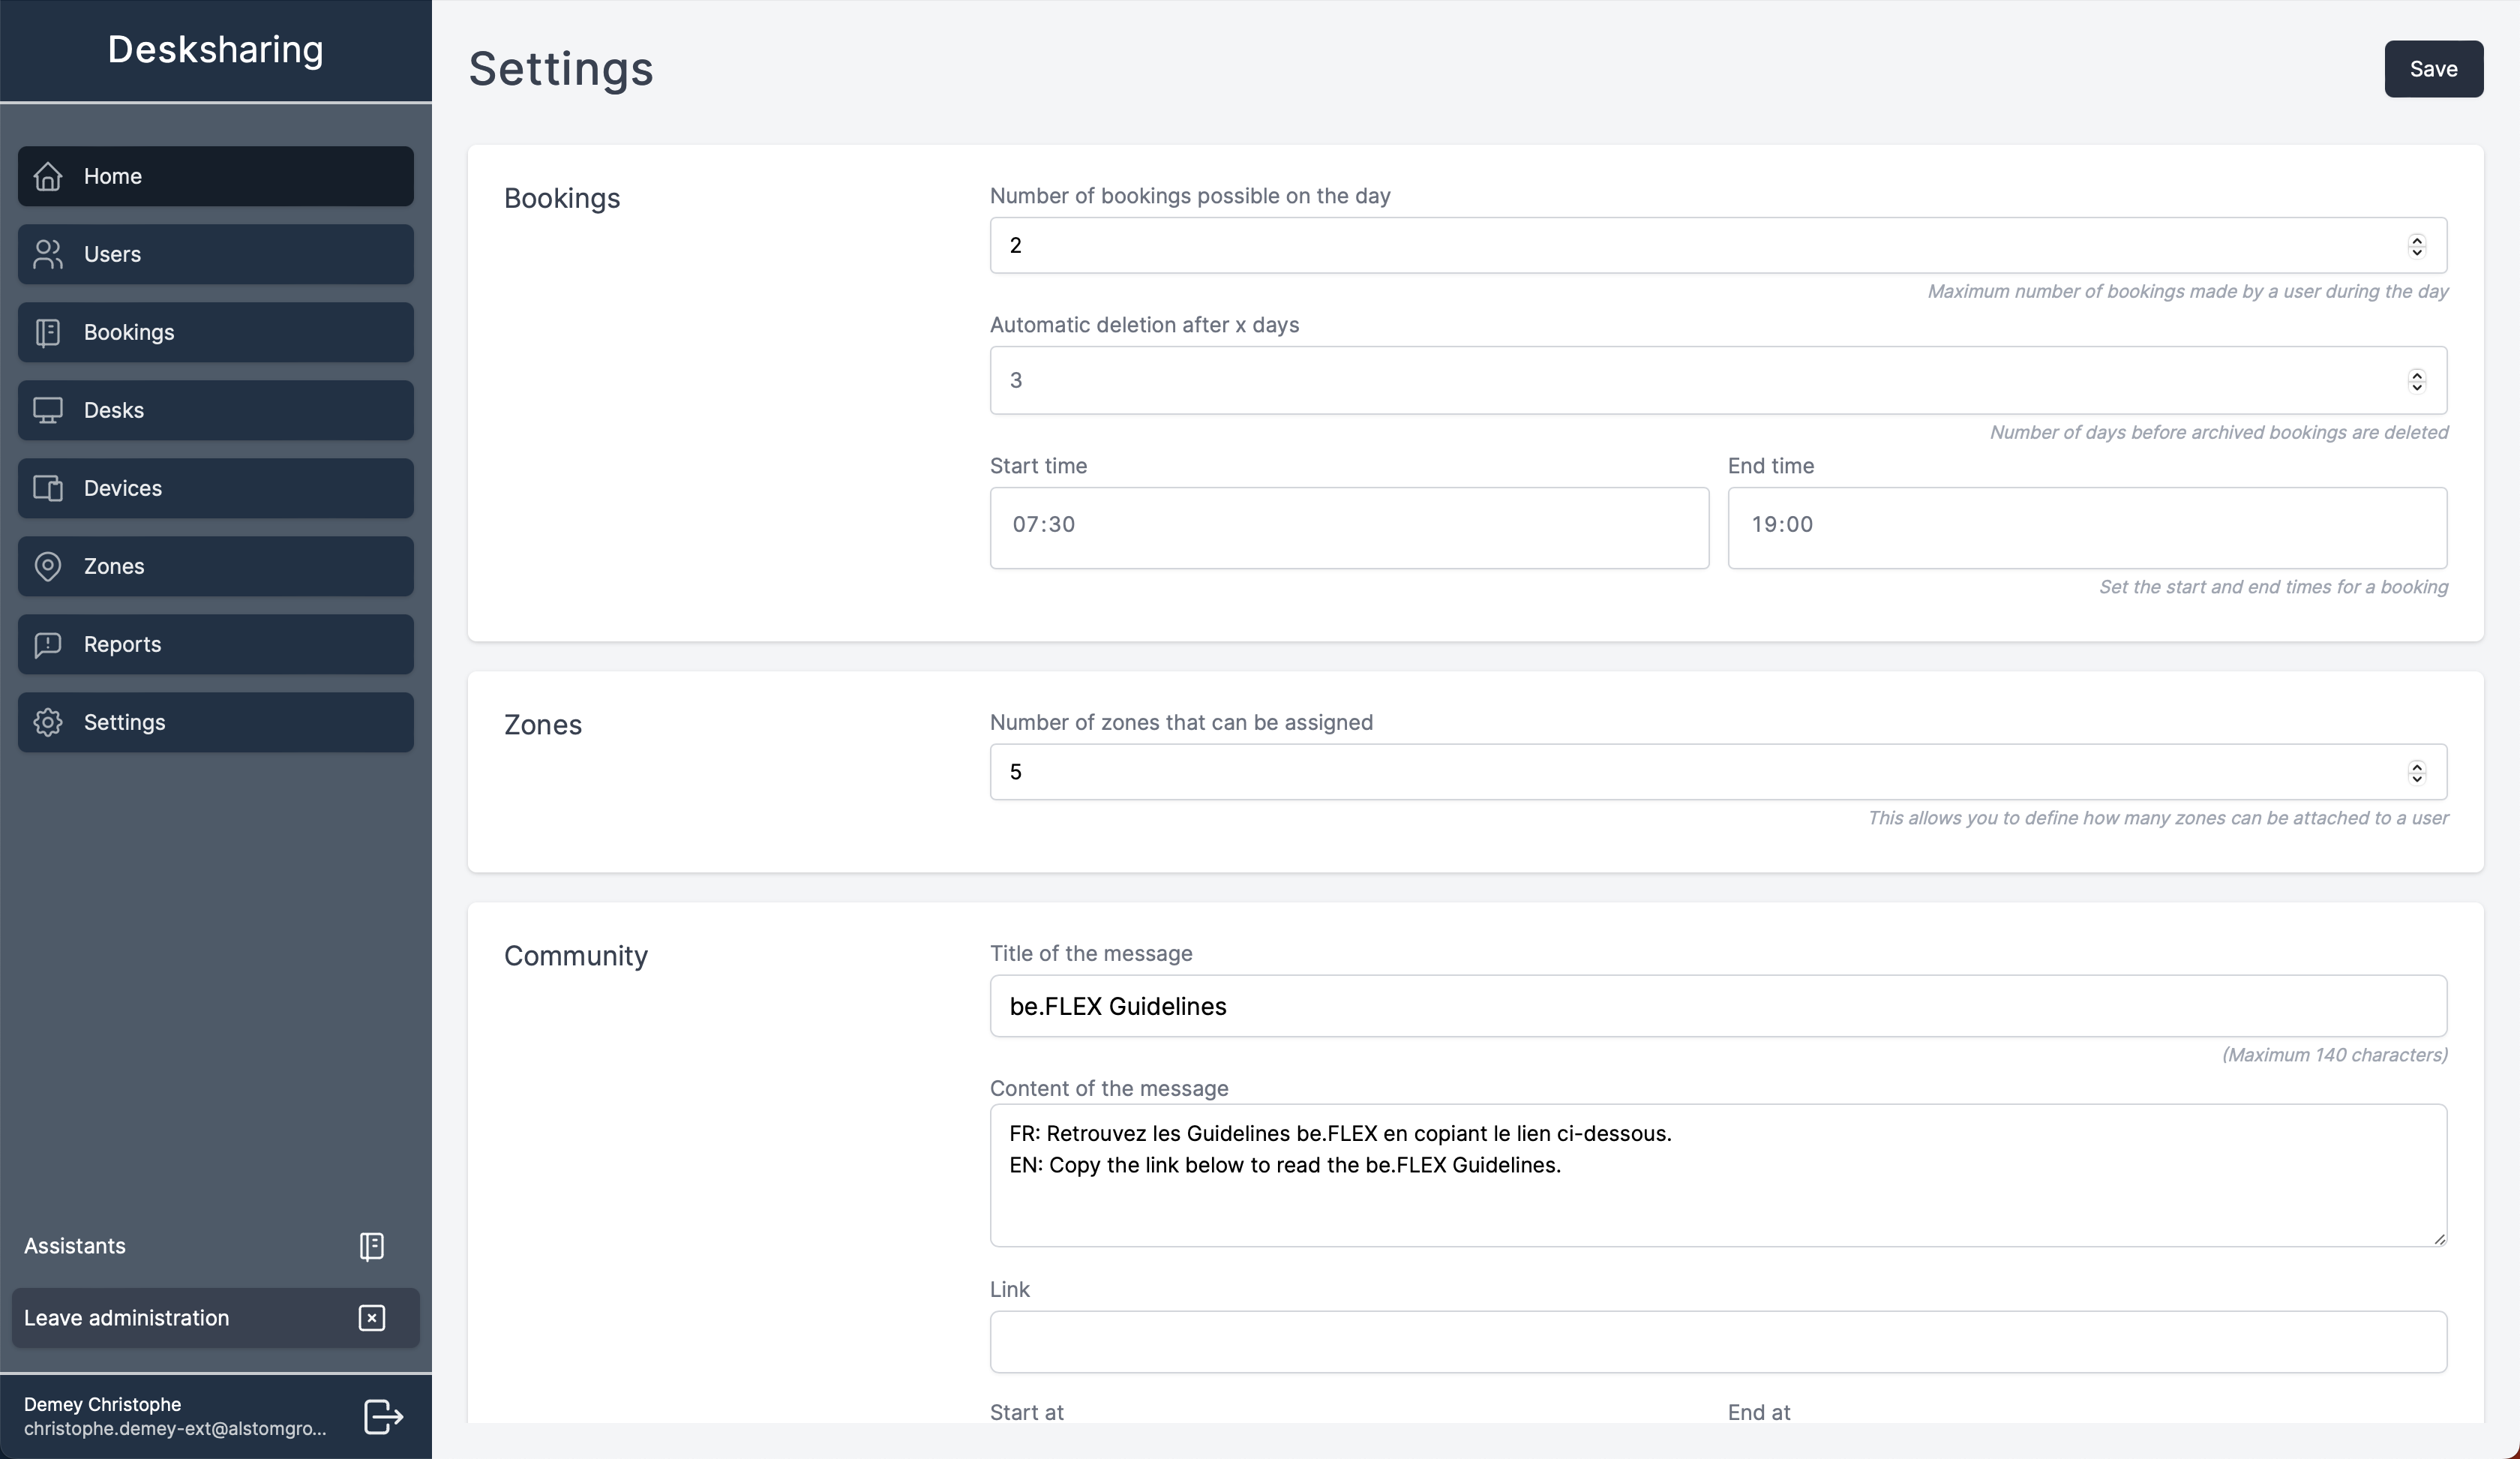 Desksharing
Home
Users
Bookings
Desks
Devices
Zones
Reports
Settings
Assistants
Leave administration
Demey Christophe
christophe.demey-ext@alstomgro...
Settings
Save
Bookings
Number of bookings possible on the day
2
Maximum number of bookings made by a user during the day
Automatic deletion after x days
3
Number of days before archived bookings are deleted
Start time
End time
07:30
19:00
Set the start and end times for a booking
Zones
Number of zones that can be assigned
5
This allows you to define how many zones can be attached to a user
Community
Title of the message
be.FLEX Guidelines
(Maximum 140 characters)
Content of the message
FR: Retrouvez les Guidelines be.FLEX en copiant le lien ci-dessous.
EN: Copy the link below to read the be.FLEX Guidelines.
Link
Start at
End at